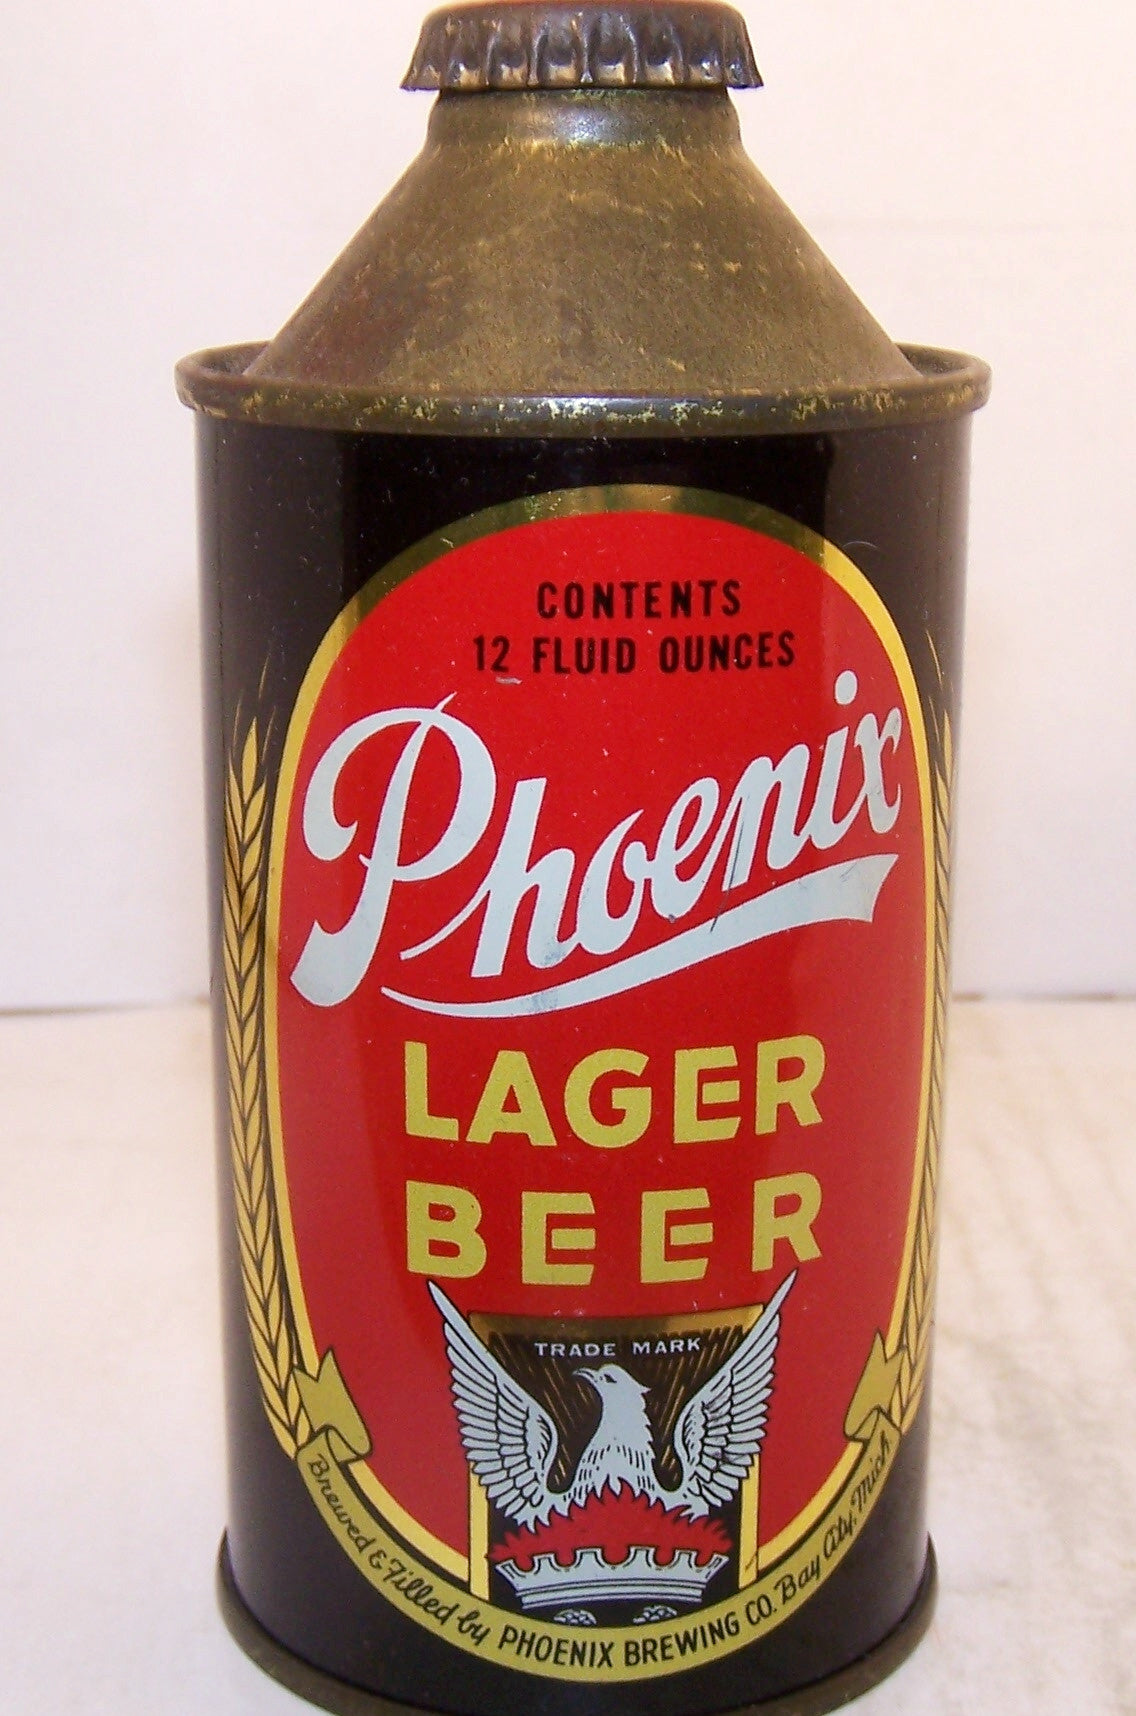 CONTENTS
12 FLUID OUNCES
Phoenix
LAGER
BEER
TRADE MARK
Brewed & Filled by PHOENIX BREWING CO. Bay City, Mich